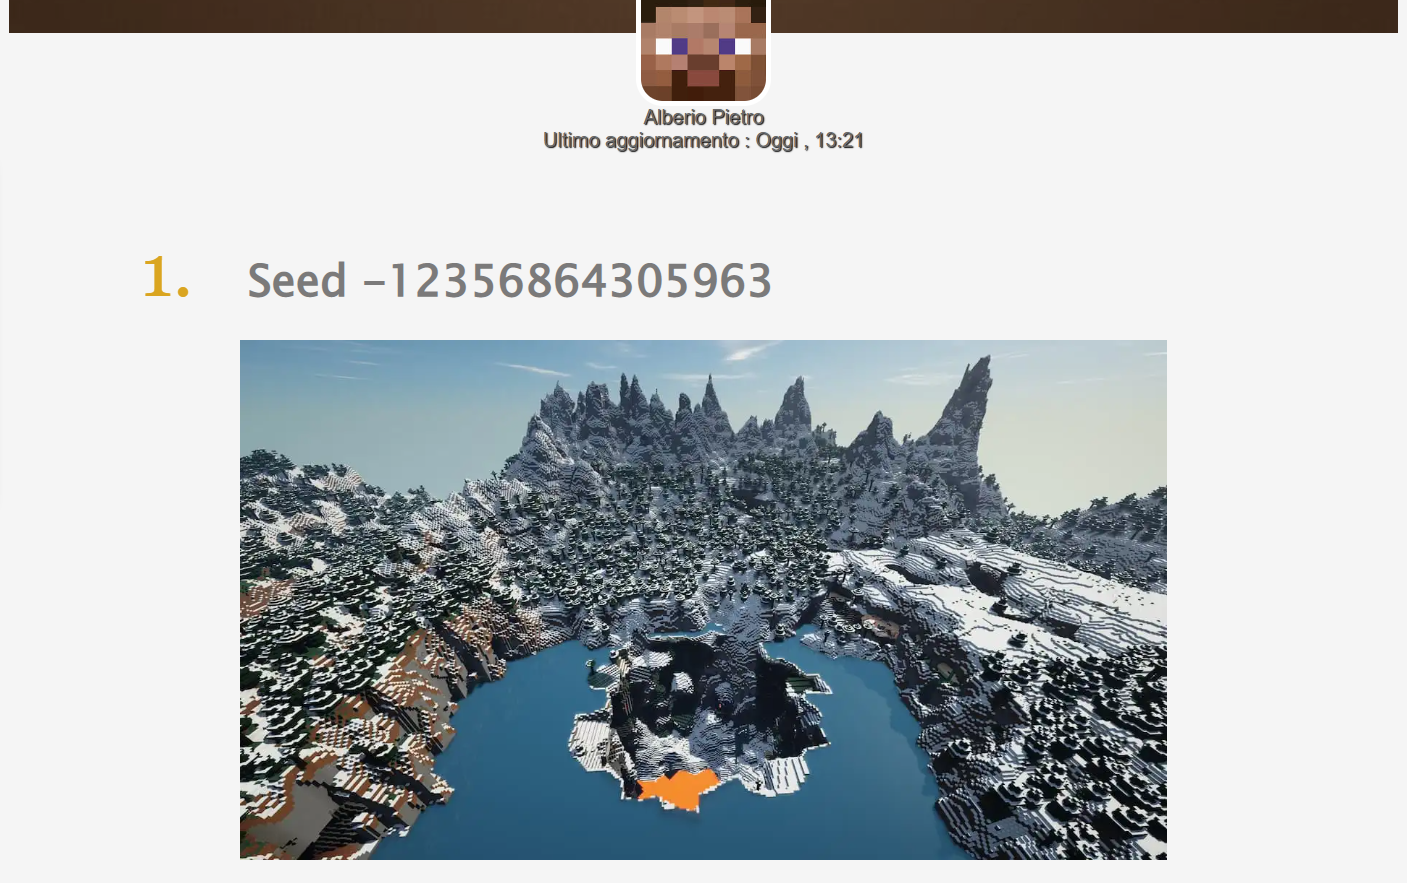 Alberio Pietro
Ultimo aggiornamento : Oggi , 13:21
1. Seed -12356864305963